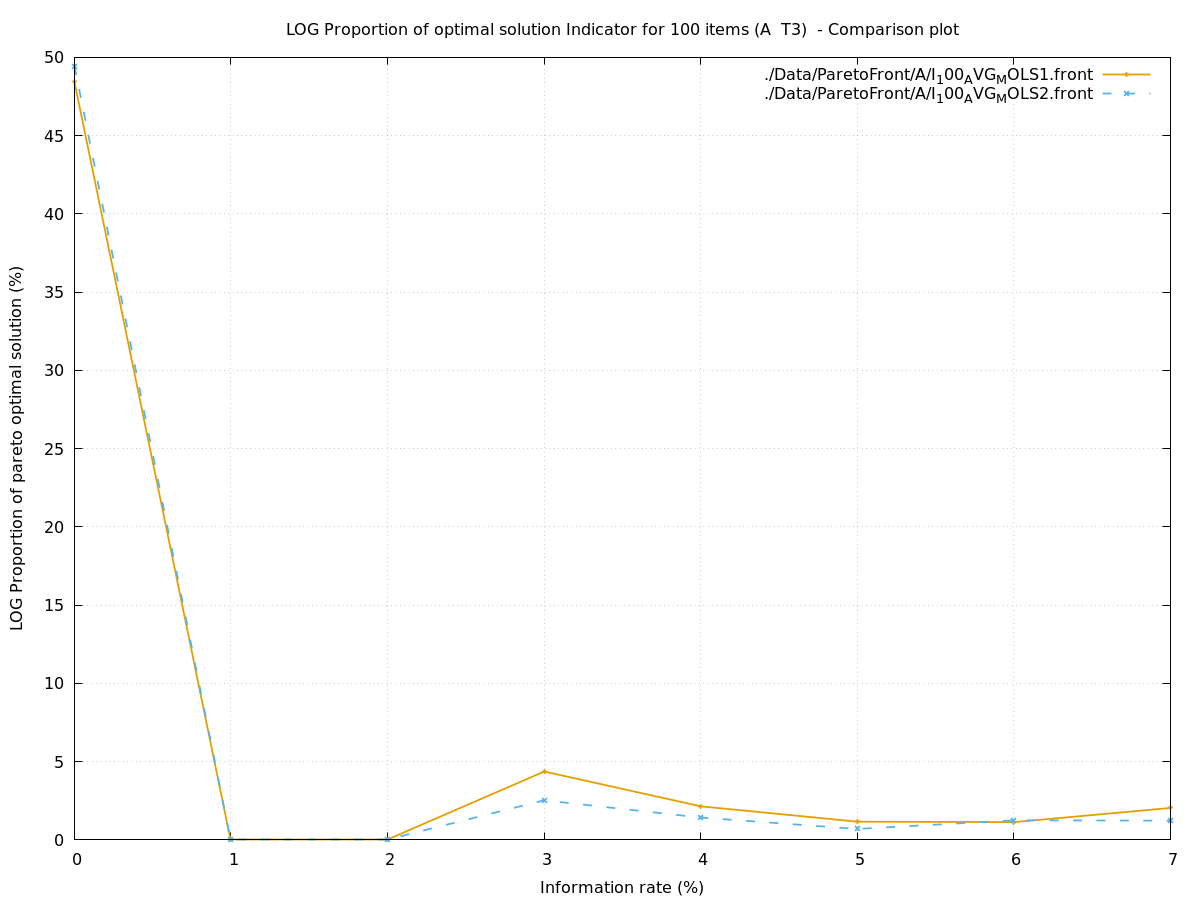 LOG Proportion of optimal solution Indicator for 100 items (A  T3)  - Comparison plot
./Data/ParetoFront/A/I₁00_AVG_MOLS1.front
./Data/ParetoFront/A/I₁00_AVG_MOLS2.front
LOG Proportion of pareto optimal solution (%)
50
45
40
35
30
25
20
15
10
5
0
0 1 2 3 4 5 6 7
Information rate (%)